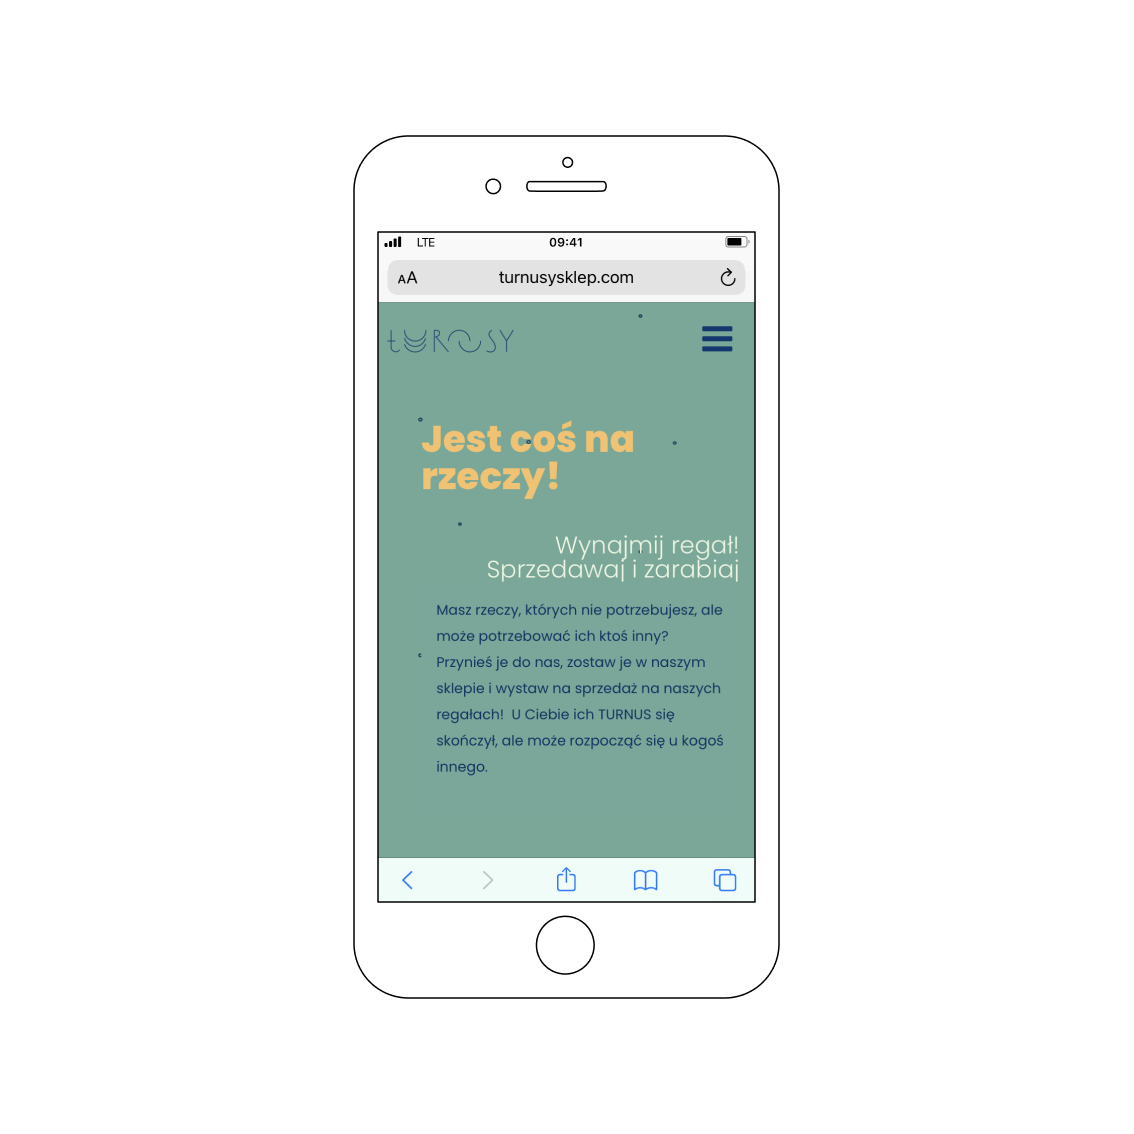 LTE
09:41
AA
turnusysklep.com
Jest coś na
rzeczy!
Wynajmij regał!
Sprzedawaj i zarabiaj
Masz rzeczy, których nie potrzebujesz, ale
może potrzebować ich ktoś inny?
Przynieś je do nas, zostaw je w naszym
sklepie i wystaw na sprzedaż na naszych
regałach!  U Ciebie ich TURNUS się
skończył, ale może rozpocząć się u kogoś
innego.